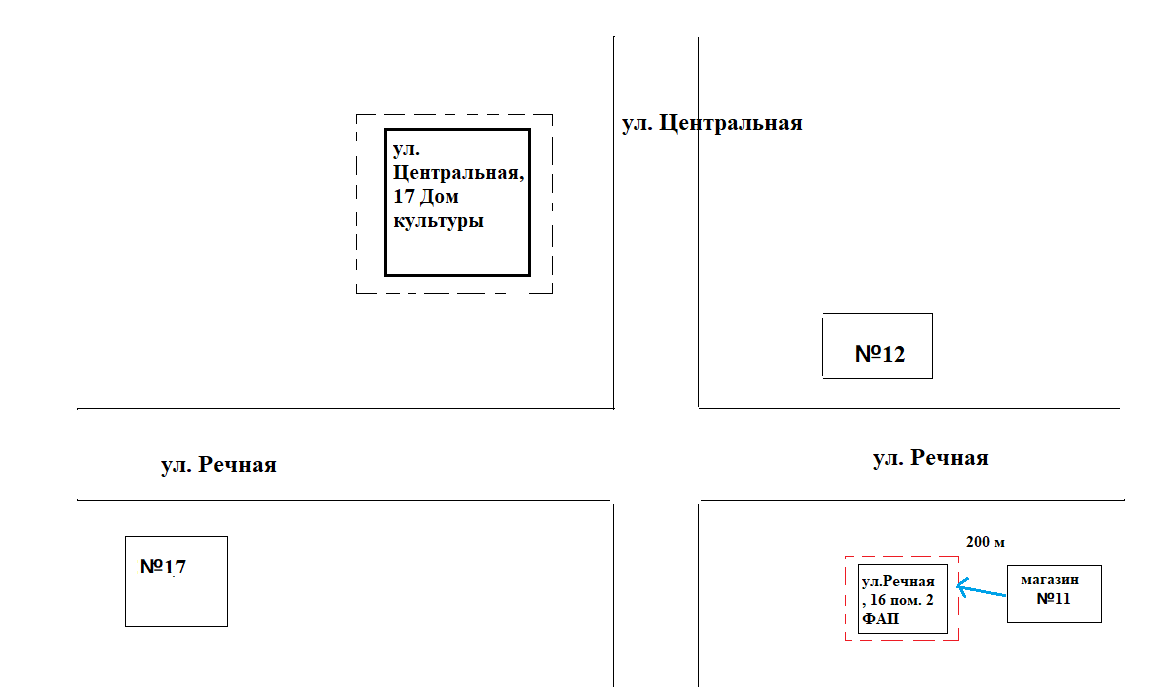 ул. Центральная
ул.
Центральная,
17 Дом
культуры
№12
ул. Речная
ул. Речная
№17
200 м
ул.Речная
, 16 пом. 2
ФАП
магазин
№11